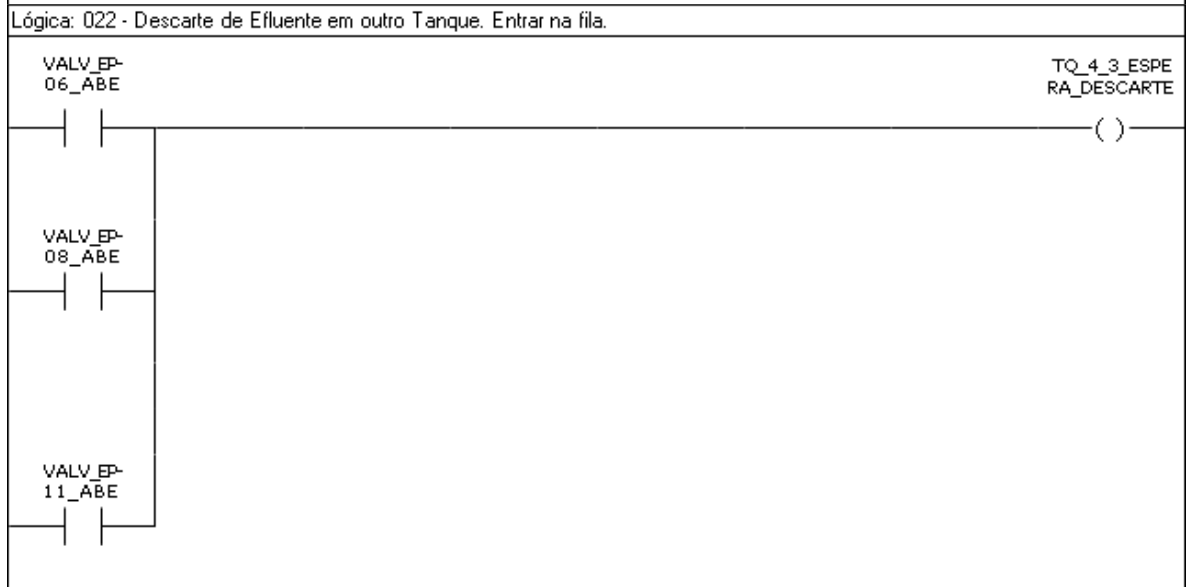 Lógica: 022 - Descarte de Efluente em outro Tanque. Entrar na fila.
VALV_EP-
06_ABE
TQ_4_3_ESPE
RA_DESCARTE
VALV_EP-
08_ABE
VALV_EP-
11_ABE